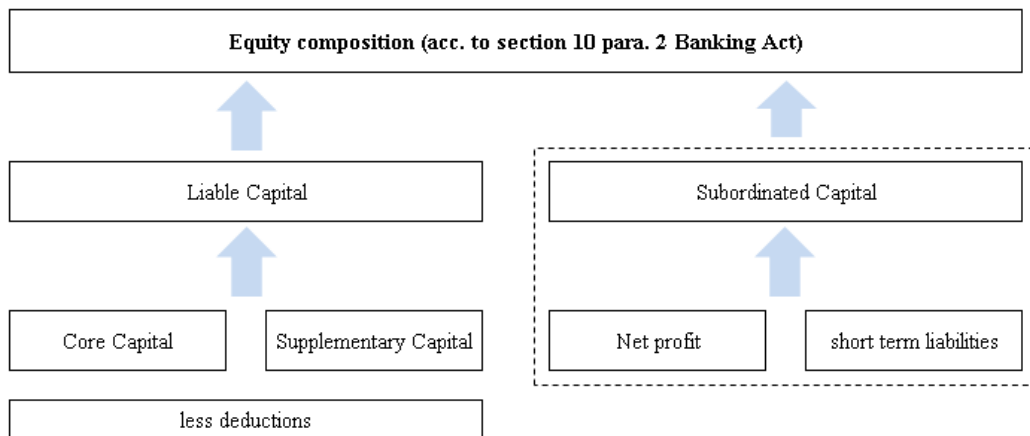 Equity composition (acc. to section 10 para. 2 Banking Act)
Liable Capital
Subordinated Capital
Core Capital
Supplementary Capital
Net profit
short term liabilities
less deductions